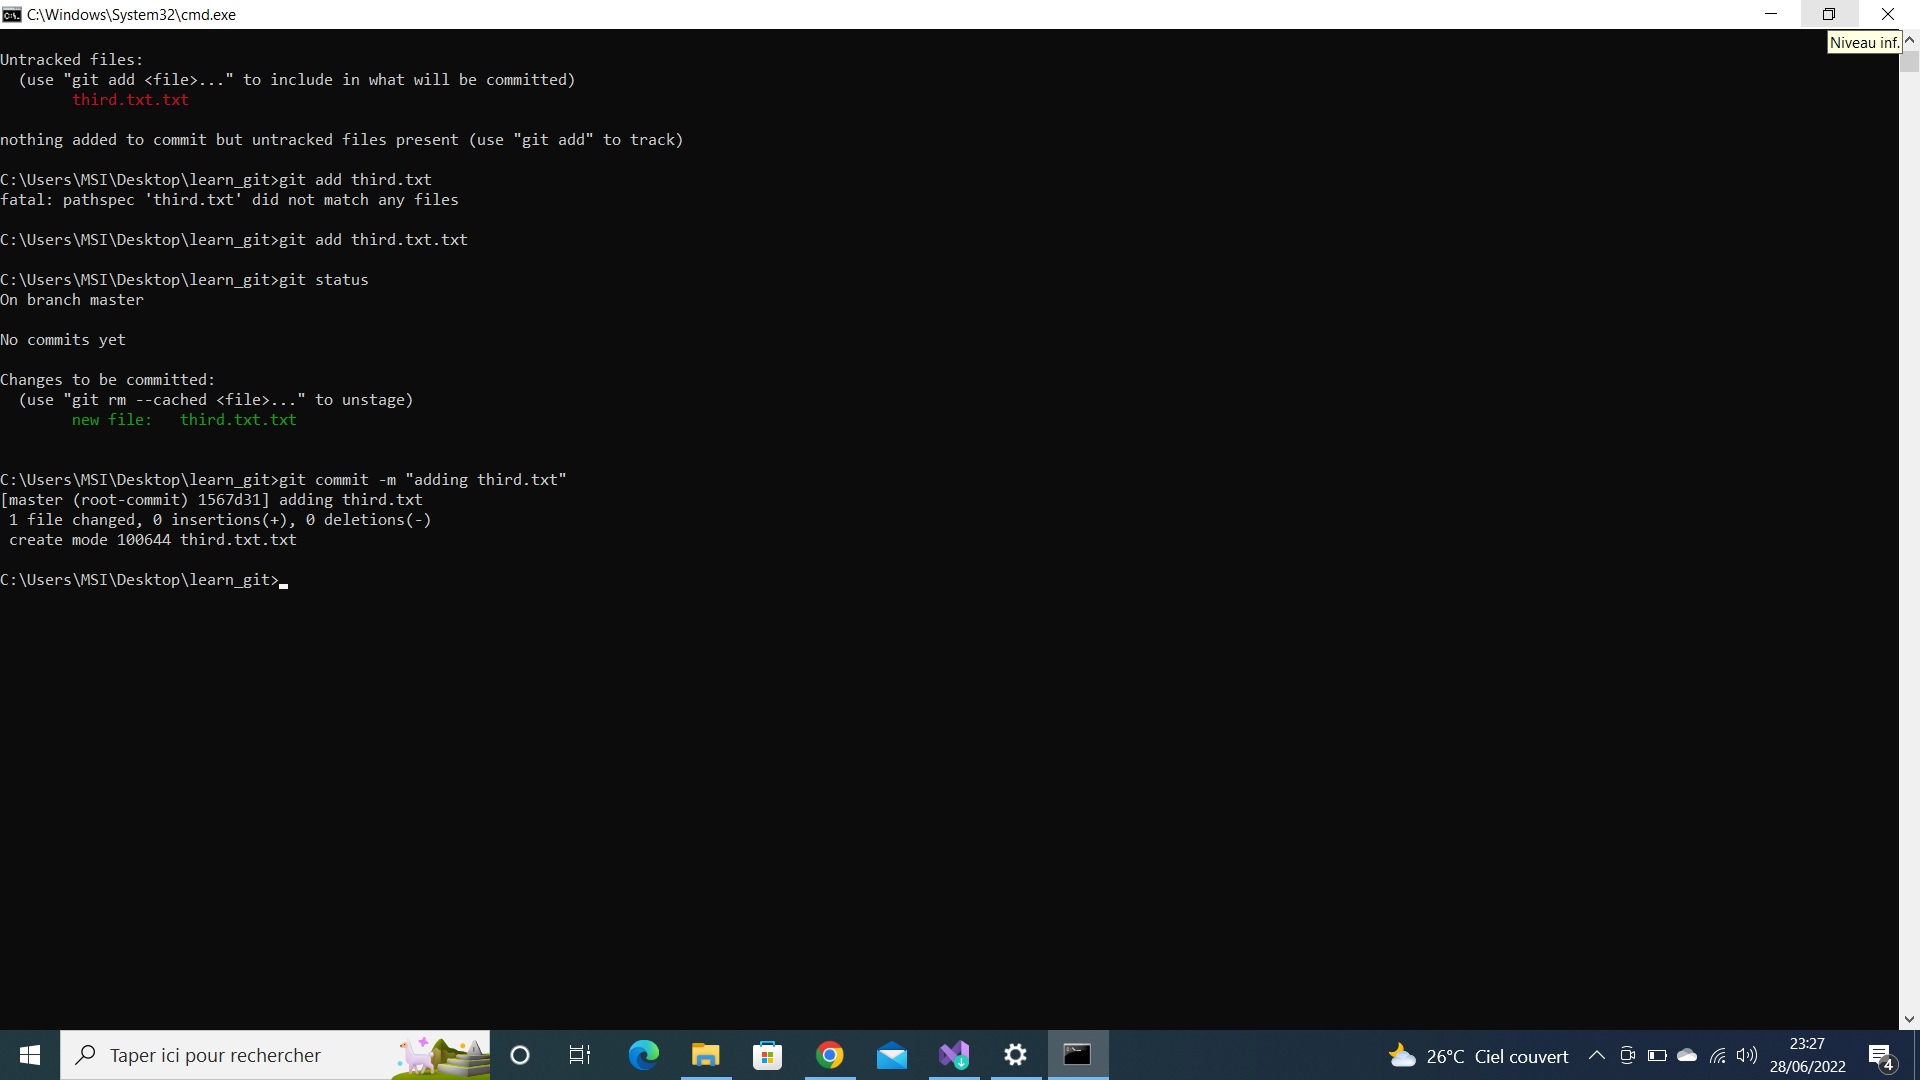 C:\Windows\System32\cmd.exe
Niveau inf.
Untracked files:
  (use "git add <file>..." to include in what will be committed)
        third.txt.txt
nothing added to commit but untracked files present (use "git add" to track)
C:\Users\MSI\Desktop\learn_git>git add third.txt
fatal: pathspec 'third.txt' did not match any files
C:\Users\MSI\Desktop\learn_git>git add third.txt.txt
C:\Users\MSI\Desktop\learn_git>git status
On branch master
No commits yet
Changes to be committed:
  (use "git rm --cached <file>..." to unstage)
        new file:   third.txt.txt
C:\Users\MSI\Desktop\learn_git>git commit -m "adding third.txt"
[master (root-commit) 1567d31] adding third.txt
 1 file changed, 0 insertions(+), 0 deletions(-)
 create mode 100644 third.txt.txt
C:\Users\MSI\Desktop\learn_git>
Taper ici pour rechercher
26°C Ciel couvert
23:27
28/06/2022
4